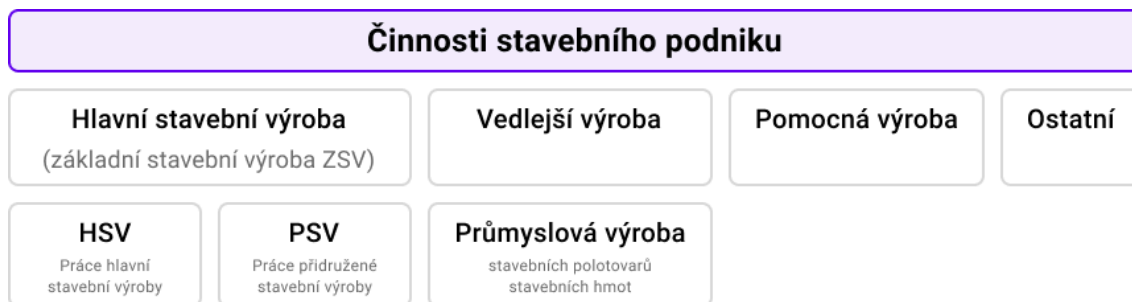 Činnosti stavebního podniku
Hlavní stavební výroba
(základní stavební výroba ZSV)
Vedlejší výroba
Pomocná výroba
Ostatní
HSV
Práce hlavní
stavební výroby
PSV
Práce přidružené
stavební výroby
Průmyslová výroba
stavebních polotovarů
stavebních hmot